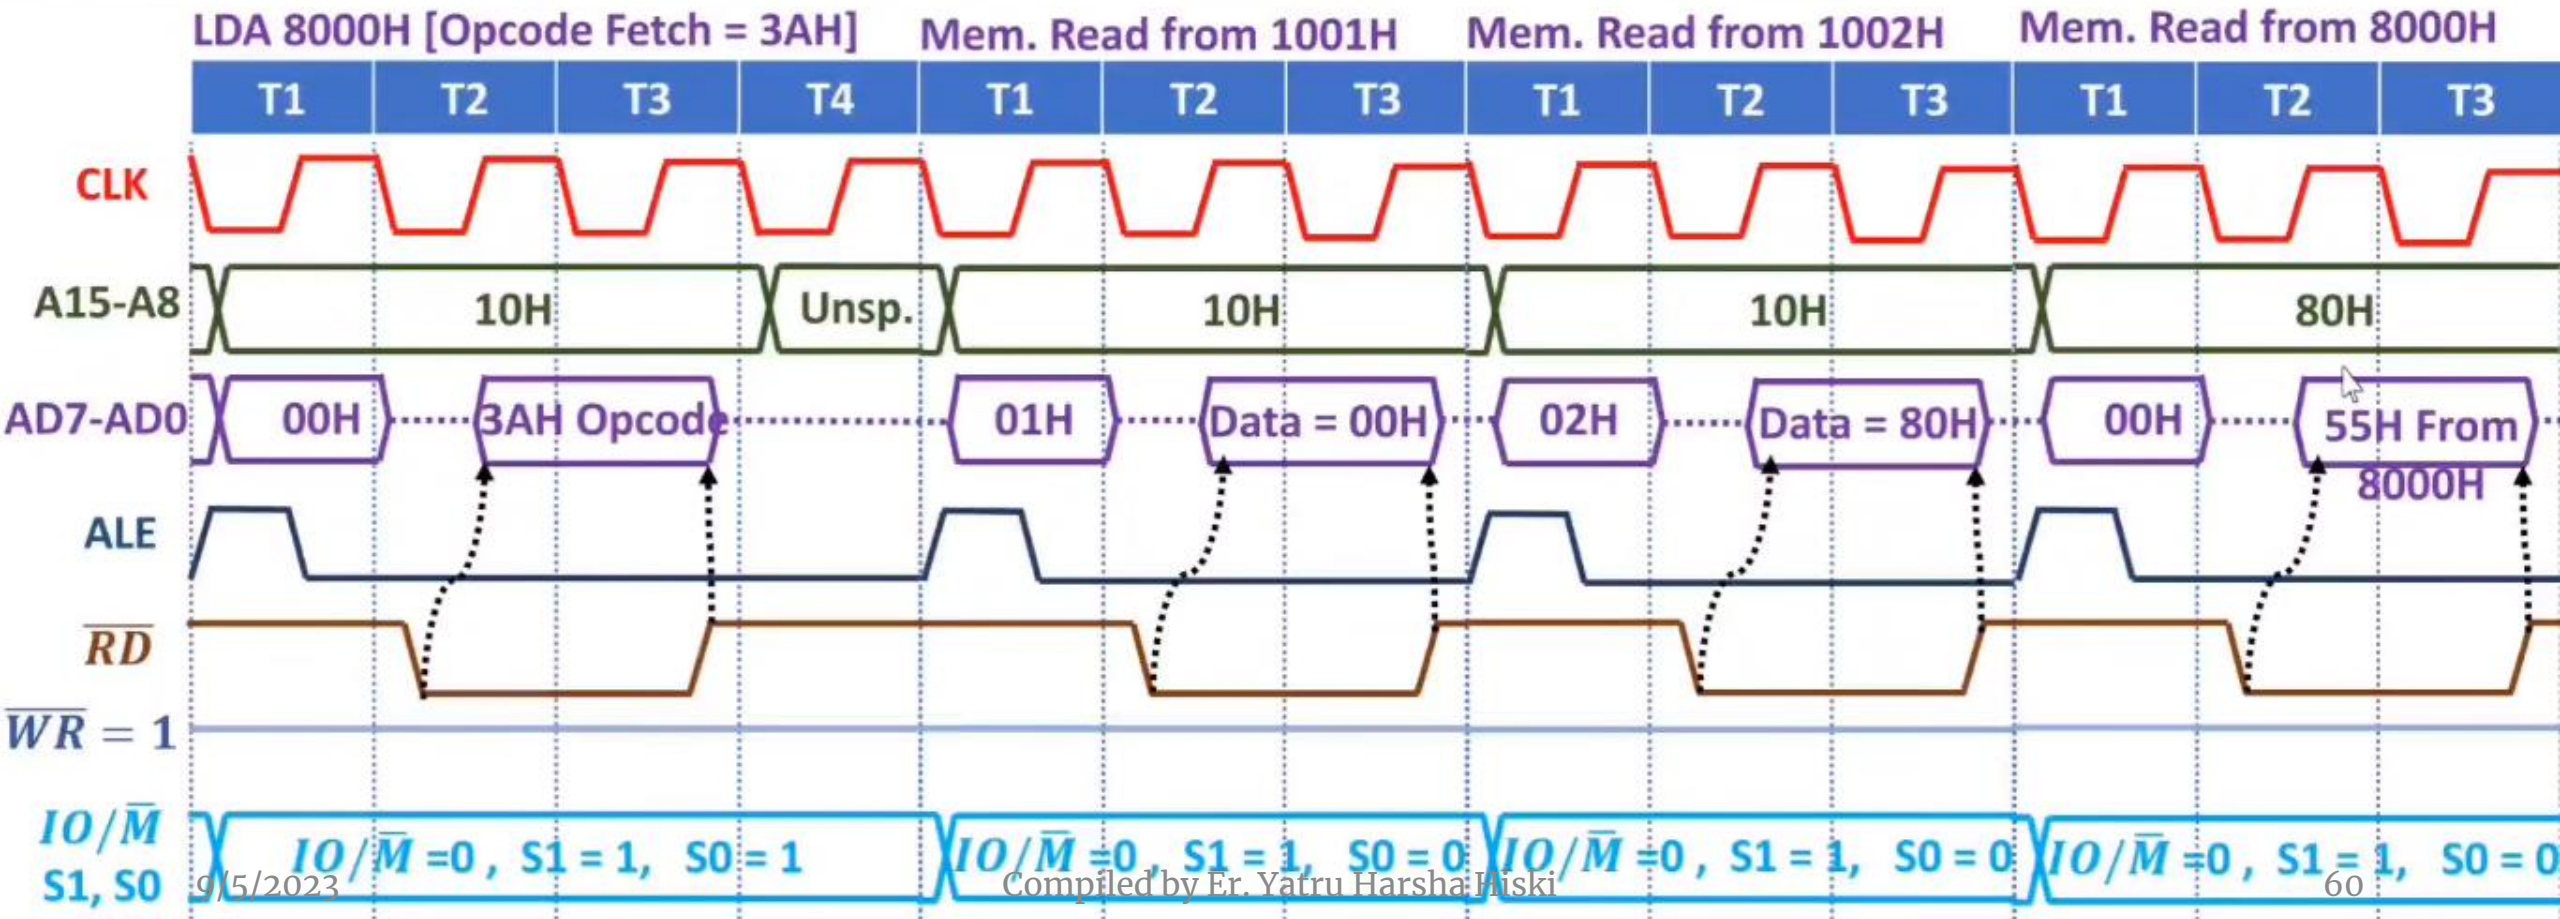 LDA 8000H [Opcode Fetch = 3AH] Mem. Read from 1001H Mem. Read from 1002H Mem. Read from 8000H
T1 T2 T3 T4 T1 T2 T3 T1 T2 T3 T1 T2 T3
CLK
A15-A8 10H Unsp. 10H 10H 80H
AD7-AD0 00H 3AH Opcode 01H Data = 00H 02H Data = 80H 00H 55H From
8000H
ALE
R̅D̅
W̅R̅ = 1
IO/M̅
S1, S0
IO/M̅ =0 , S1 = 1, S0 = 1 IO/M̅ =0 , S1 = 1, S0 = 0 IO/M̅ =0 , S1 = 1, S0 = 0 IO/M̅ =0 , S1 = 1, S0 = 0
9/5/2023 Compiled by Er. Yatru Harsha Hiski 60